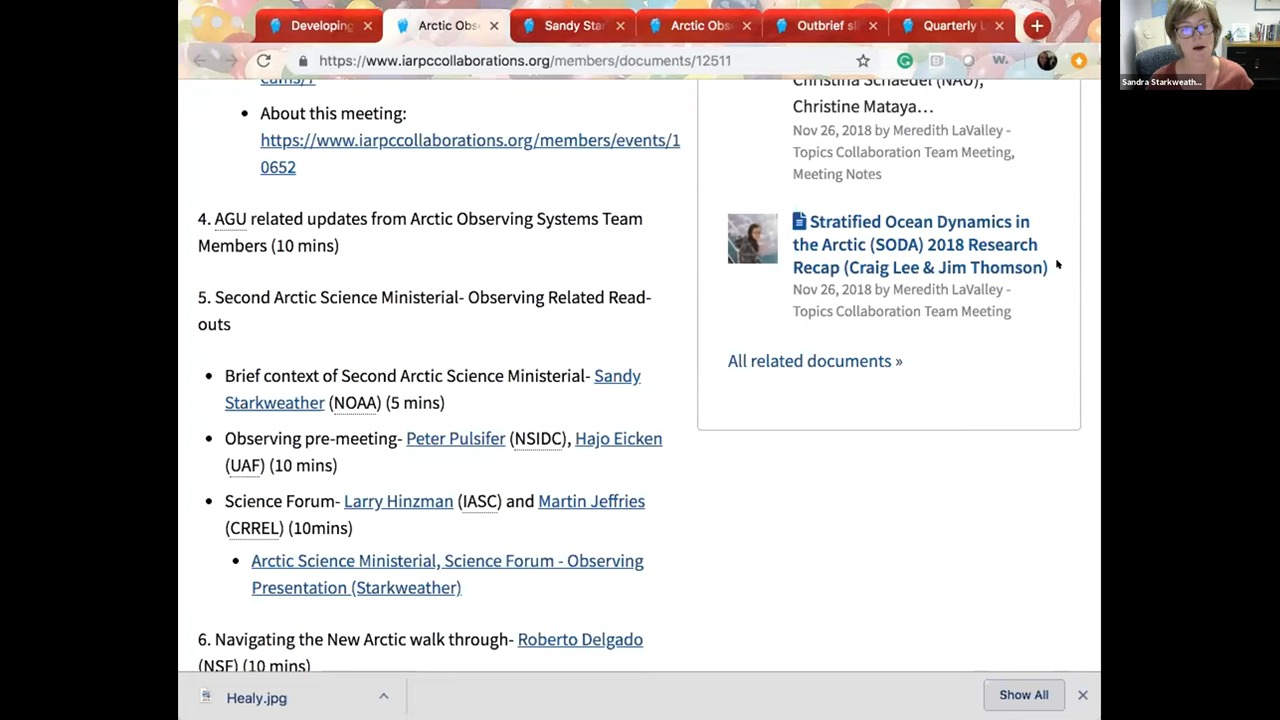 Developing
Arctic Obs
Sandy Sta
Arctic Obs
Outbrief sl
Quarterly
https://www.iarpccollaborations.org/members/documents/12511
w.
Sandra Starkweath...
• About this meeting:
https://www.iarpccollaborations.org/members/events/1
0652
4. AGU related updates from Arctic Observing Systems Team
Members (10 mins)
5. Second Arctic Science Ministerial- Observing Related Read-
outs
• Brief context of Second Arctic Science Ministerial- Sandy
Starkweather (NOAA) (5 mins)
• Observing pre-meeting- Peter Pulsifer (NSIDC), Hajo Eicken
(UAF) (10 mins)
• Science Forum- Larry Hinzman (IASC) and Martin Jeffries
(CRREL) (10mins)
• Arctic Science Ministerial, Science Forum - Observing
Presentation (Starkweather)
6. Navigating the New Arctic walk through- Roberto Delgado
(NSF) (10 mins)
Christina Schaedel (NAU),
Christine Mataya...
Nov 26, 2018 by Meredith LaValley -
Topics Collaboration Team Meeting,
Meeting Notes
Stratified Ocean Dynamics in
the Arctic (SODA) 2018 Research
Recap (Craig Lee & Jim Thomson)
Nov 26, 2018 by Meredith LaValley -
Topics Collaboration Team Meeting
All related documents »
Healy.jpg
Show All